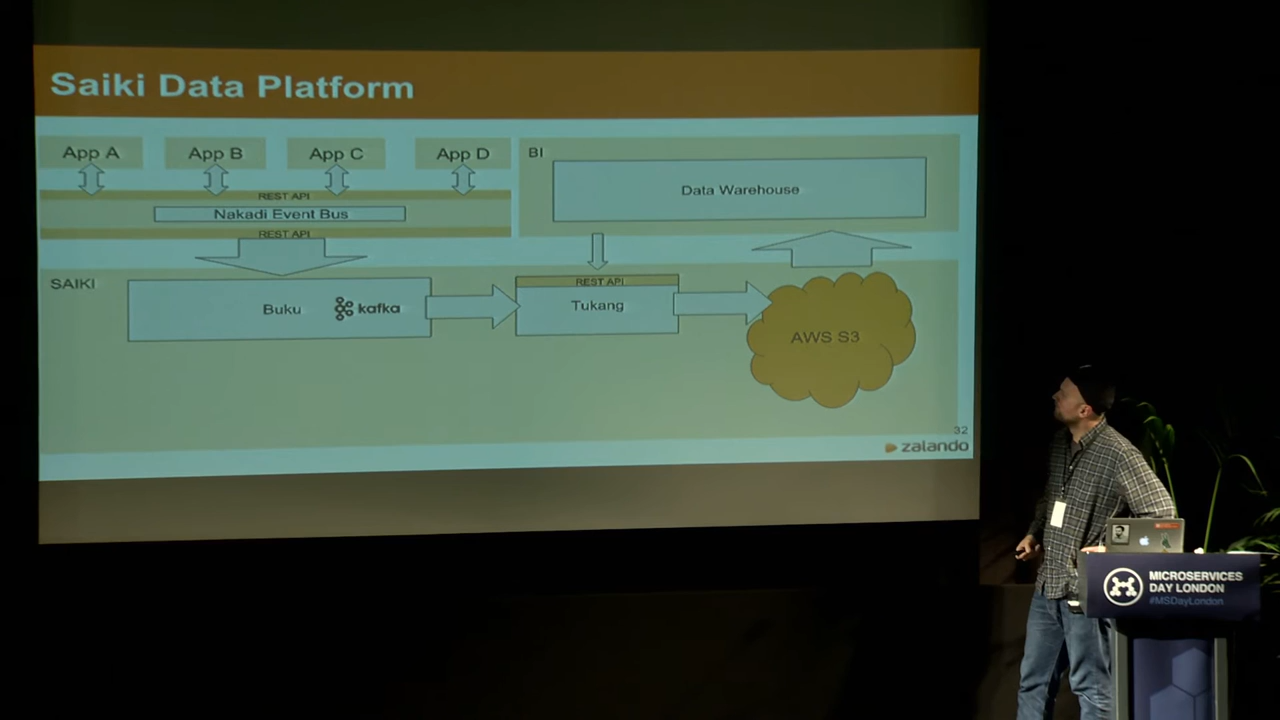 Saiki Data Platform
App A
App B
App C
App D
REST API
Nakadi Event Bus
REST API
BI
Data Warehouse
SAIKI
Buku
kafka
REST API
Tukang
AWS S3
32
zalando
MICROSERVICES
DAY LONDON
#MSDayLondon